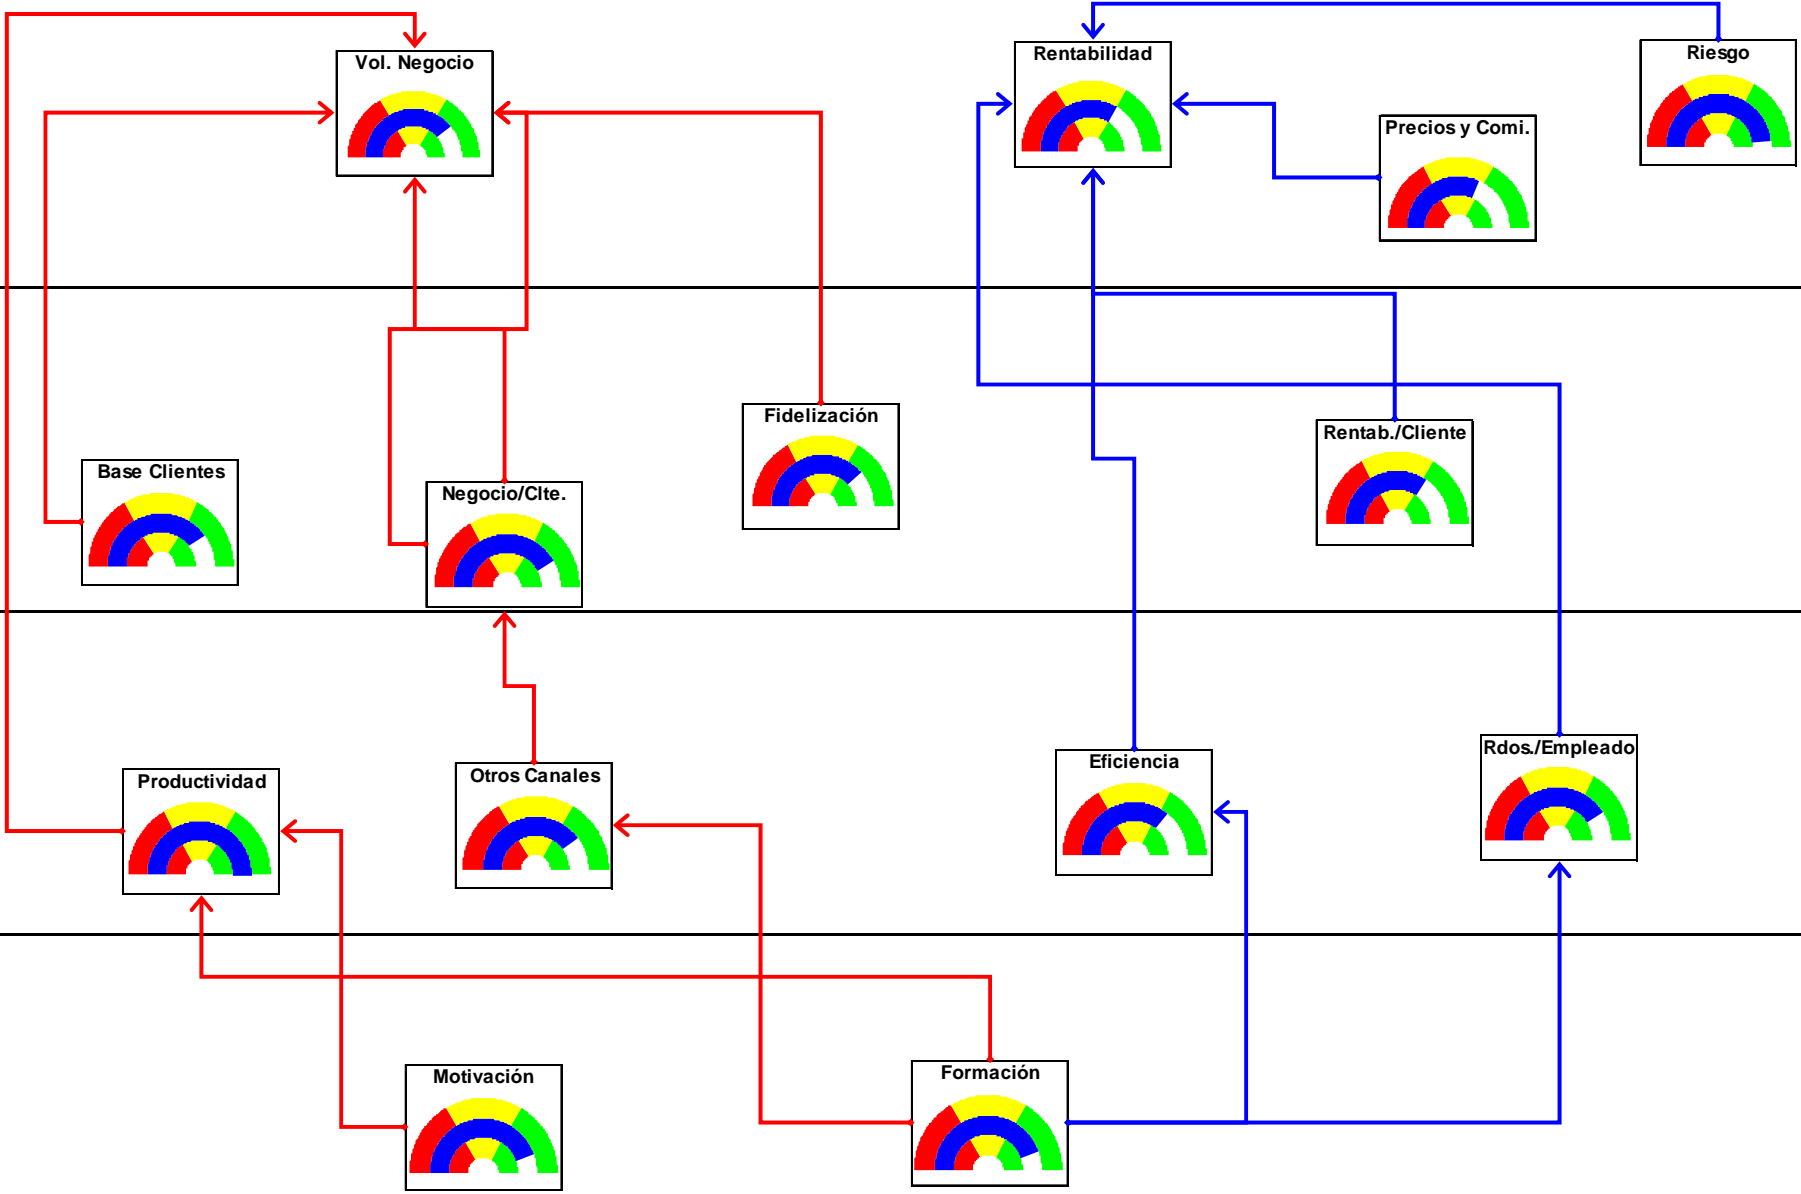 Vol. Negocio
Rentabilidad
Riesgo
Precios y Comi.
Fidelización
Rentab./Cliente
Base Clientes
Negocio/Clte.
Rdos./Empleado
Eficiencia
Otros Canales
Productividad
Formación
Motivación